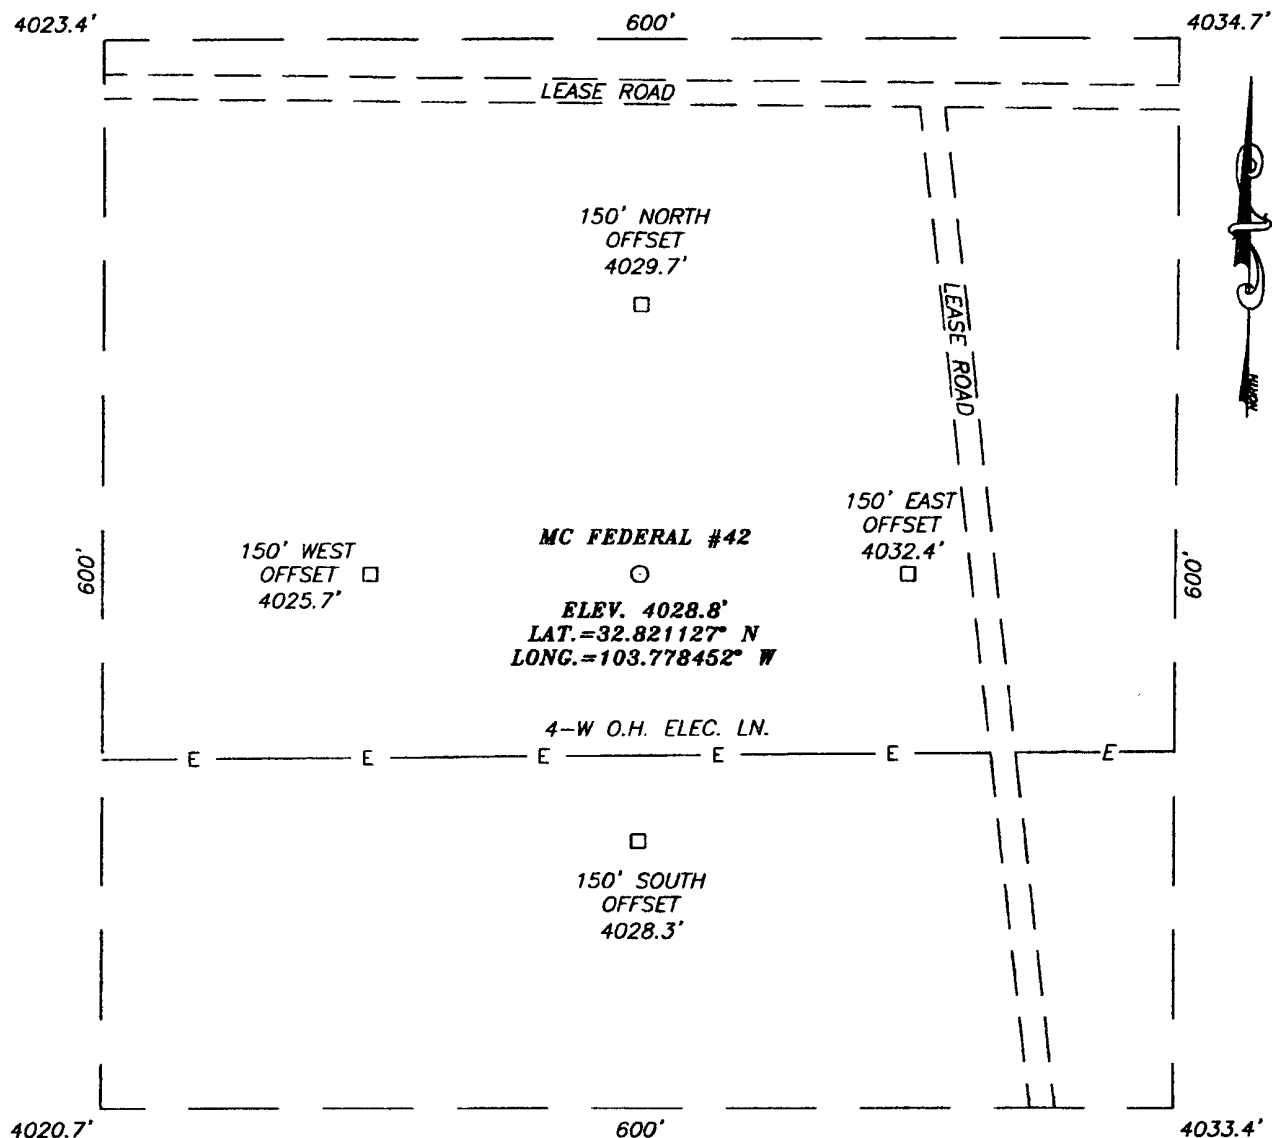 4023.4'
600'
4034.7'
LEASE ROAD
150' NORTH
OFFSET
4029.7'
LEASE ROAD
NORTH
150' WEST
OFFSET
4025.7'
MC FEDERAL #42
ELEV. 4028.8'
LAT.=32.821127° N
LONG.=103.778452° W
150' EAST
OFFSET
4032.4'
600'
600'
4-W O.H. ELEC. LN.
E
E
E
E
E
E
150' SOUTH
OFFSET
4028.3'
4020.7'
600'
4033.4'